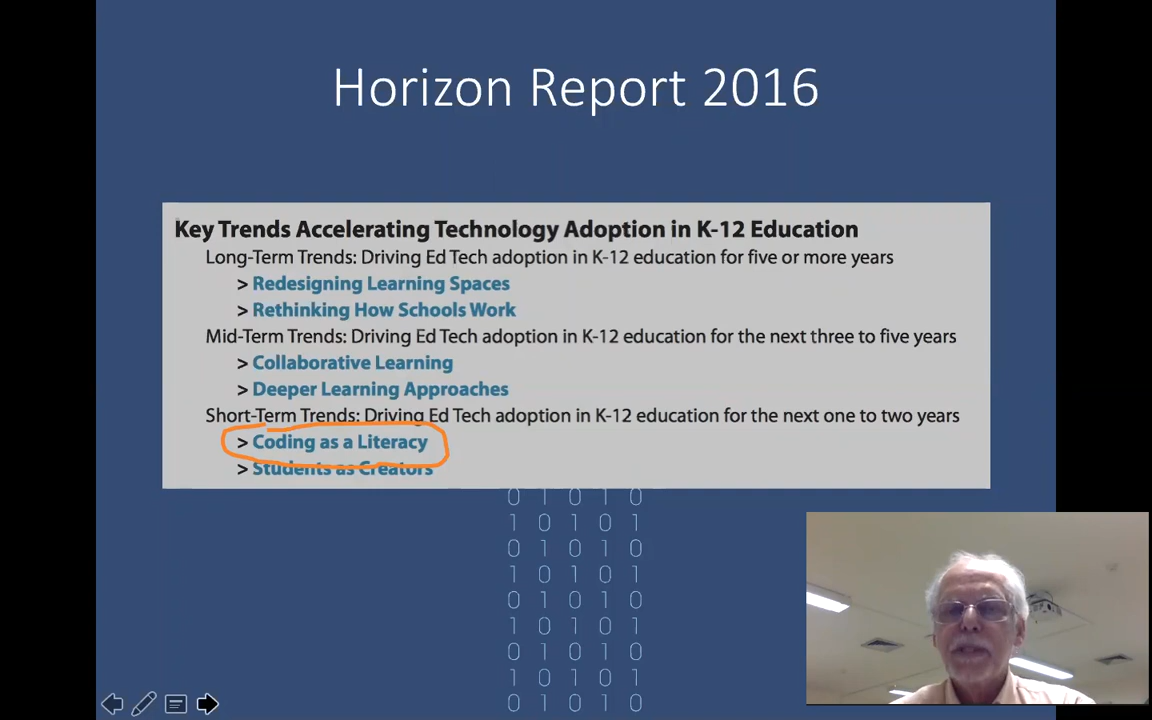 Horizon Report 2016
Key Trends Accelerating Technology Adoption in K-12 Education
Long-Term Trends: Driving Ed Tech adoption in K-12 education for five or more years
> Redesigning Learning Spaces
> Rethinking How Schools Work
Mid-Term Trends: Driving Ed Tech adoption in K-12 education for the next three to five years
> Collaborative Learning
> Deeper Learning Approaches
Short-Term Trends: Driving Ed Tech adoption in K-12 education for the next one to two years
> Coding as a Literacy
> Students as Creators
0 1 0 1 0
1 0 1 0 1
0 1 0 1 0
1 0 1 0 1
0 1 0 1 0
1 0 1 0 1
0 1 0 1 0
1 0 1 0 1
0 1 0 1 0